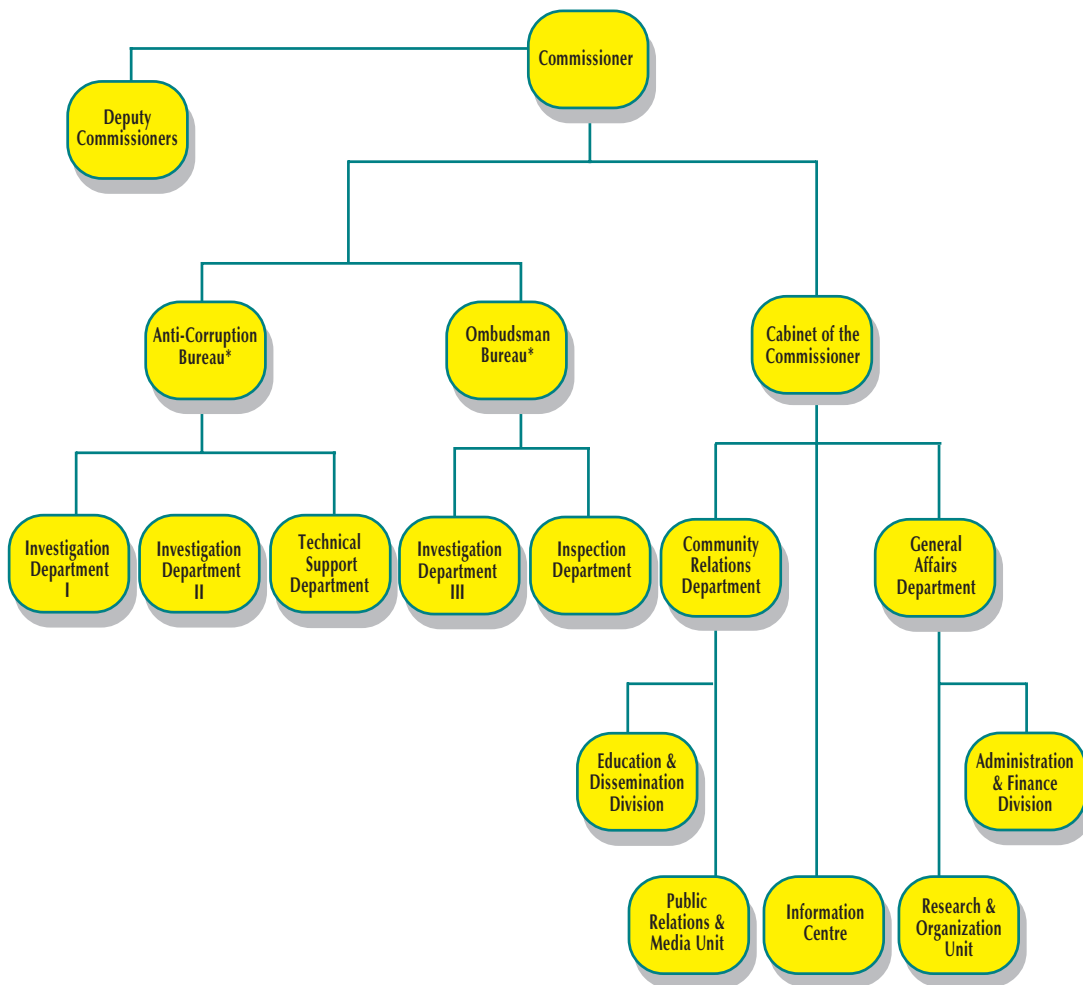 Commissioner
Deputy
Commissioners
Anti-Corruption
Bureau*
Ombudsman
Bureau*
Cabinet of the
Commissioner
Investigation
Department
I
Investigation
Department
II
Technical
Support
Department
Investigation
Department
III
Inspection
Department
Community
Relations
Department
General
Affairs
Department
Education &
Dissemination
Division
Administration
& Finance
Division
Public
Relations &
Media Unit
Information
Centre
Research &
Organization
Unit